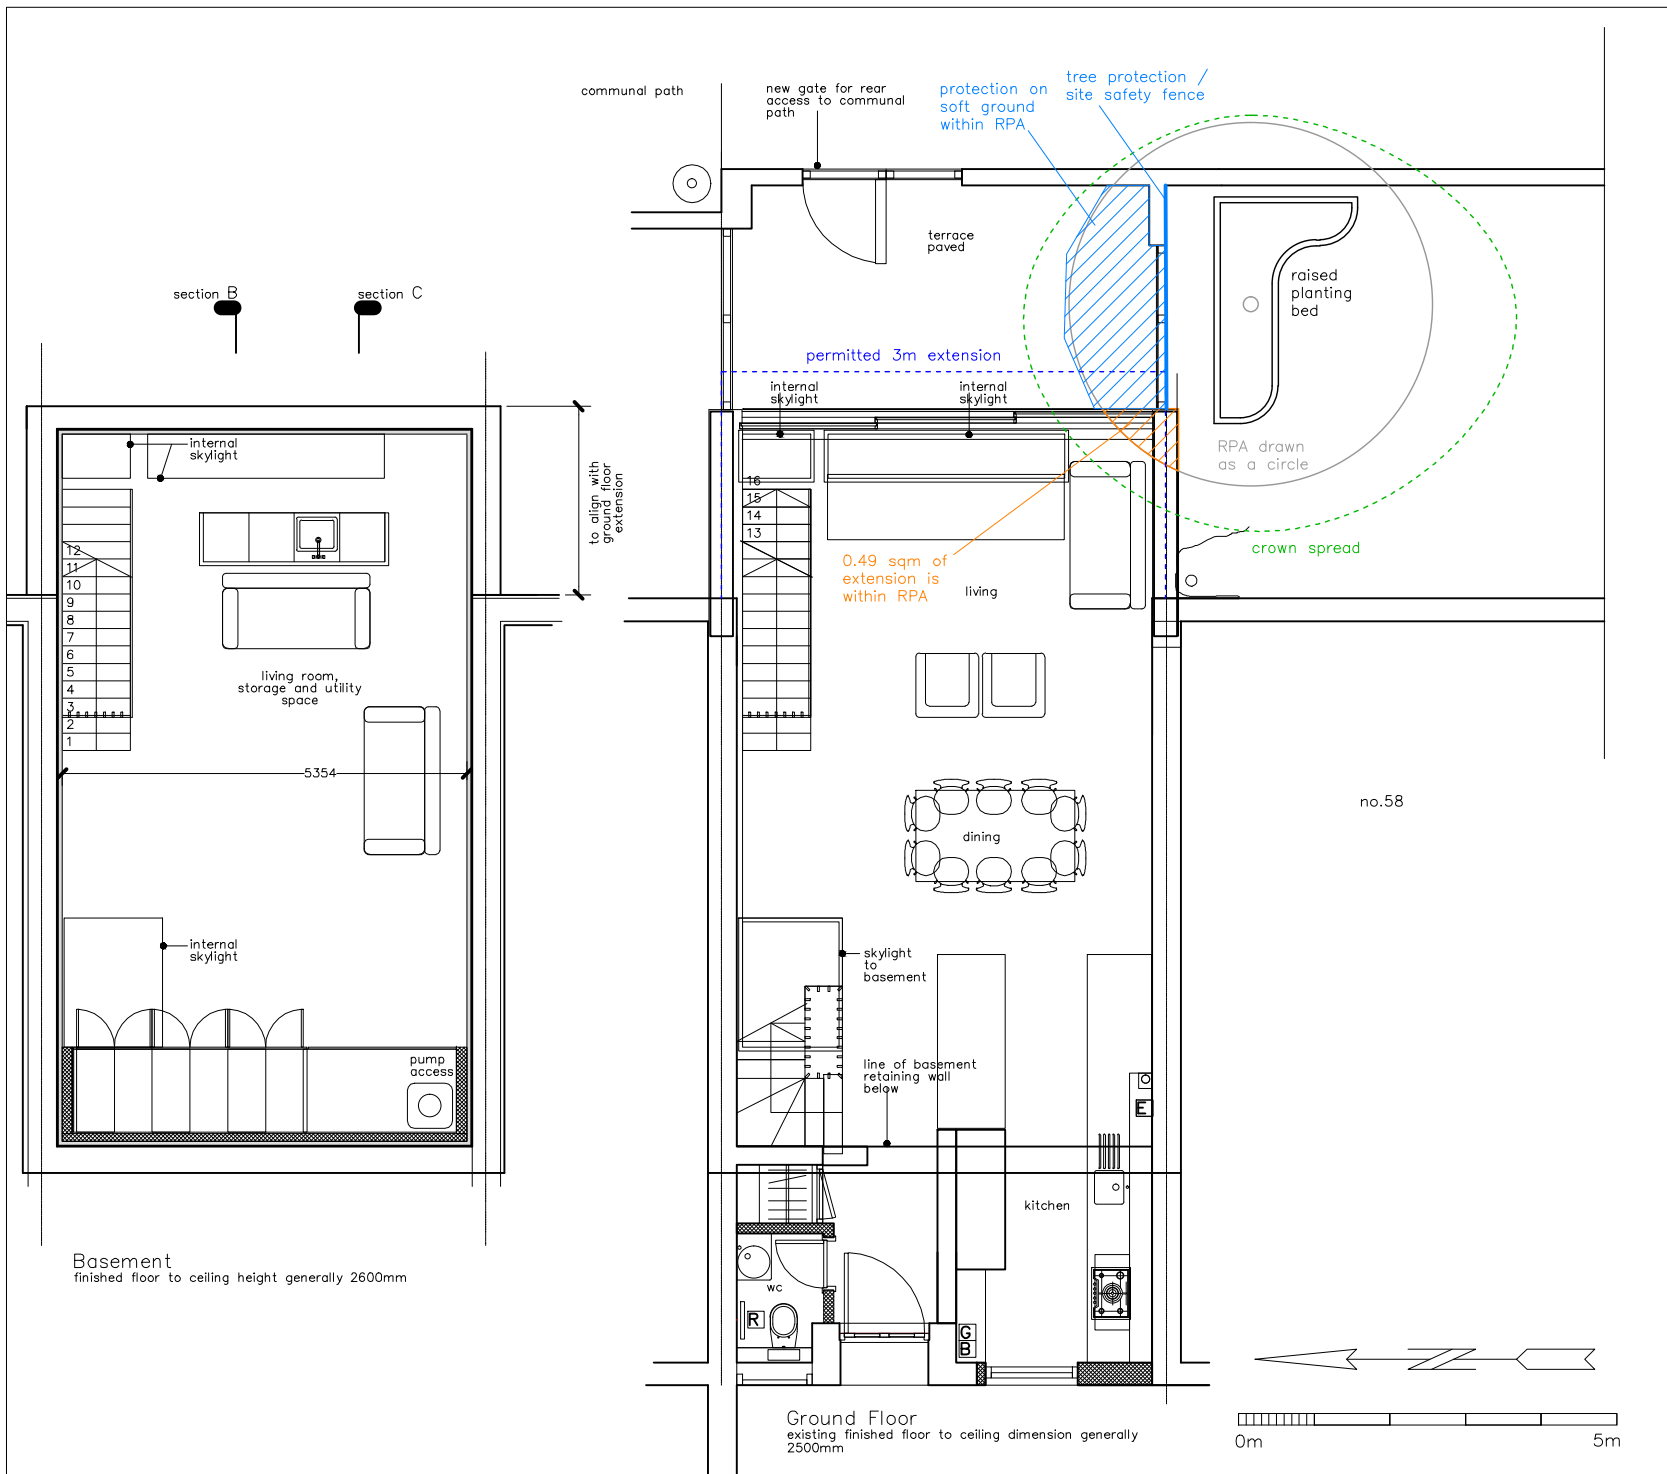 communal path
new gate for rear
access to communal
path
protection on
soft ground
within RPA
tree protection /
site safety fence
terrace
paved
raised
planting
bed
section B
section C
permitted 3m extension
internal
skylight
internal
skylight
internal
skylight
to align with
ground floor
extension
RPA drawn
as a circle
crown spread
0.49 sqm of
extension is
within RPA
living
16
15
14
13
12
11
10
9
8
7
6
5
4
3
2
1
living room,
storage and utility
space
5354
dining
no.58
internal
skylight
skylight
to
basement
pump
access
line of basement
retaining wall
below
E
kitchen
wc
R
G
B
Basement
finished floor to ceiling height generally 2600mm
Ground Floor
existing finished floor to ceiling dimension generally
2500mm
0m
5m